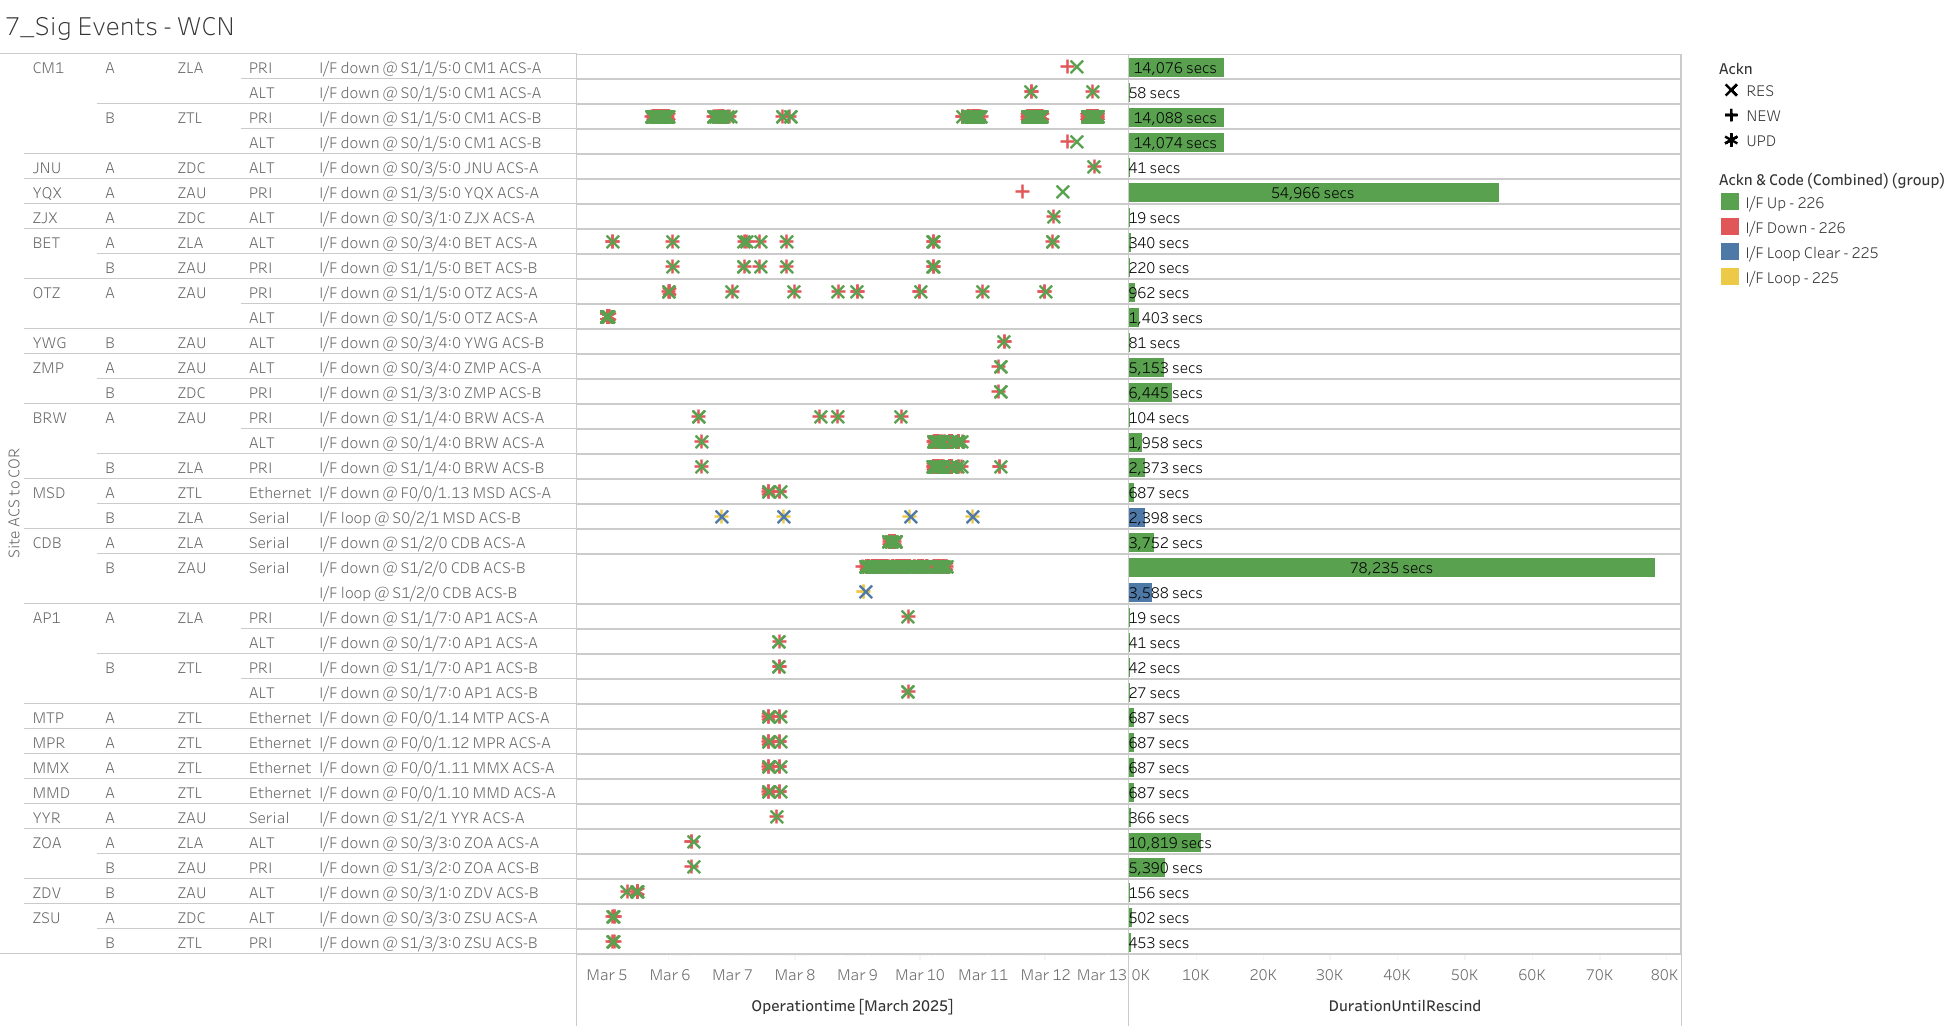 7_Sig Events - WCN
CM1 A ZLA PRI I/F down @ S1/1/5:0 CM1 ACS-A 14,076 secs
ALT I/F down @ S0/1/5:0 CM1 ACS-A 58 secs
B ZTL PRI I/F down @ S1/1/5:0 CM1 ACS-B 14,088 secs
ALT I/F down @ S0/1/5:0 CM1 ACS-B 14,074 secs
JNU A ZDC ALT I/F down @ S0/3/5:0 JNU ACS-A 41 secs
YQX A ZAU PRI I/F down @ S1/3/5:0 YQX ACS-A 54,966 secs
ZJX A ZDC ALT I/F down @ S0/3/1:0 ZJX ACS-A 19 secs
BET A ZLA ALT I/F down @ S0/3/4:0 BET ACS-A 340 secs
B ZAU PRI I/F down @ S1/1/5:0 BET ACS-B 220 secs
OTZ A ZAU PRI I/F down @ S1/1/5:0 OTZ ACS-A 962 secs
ALT I/F down @ S0/1/5:0 OTZ ACS-A 1,403 secs
YWG B ZAU ALT I/F down @ S0/3/4:0 YWG ACS-B 81 secs
ZMP A ZAU ALT I/F down @ S0/3/4:0 ZMP ACS-A 5,153 secs
B ZDC PRI I/F down @ S1/3/3:0 ZMP ACS-B 6,445 secs
BRW A ZAU PRI I/F down @ S1/1/4:0 BRW ACS-A 104 secs
ALT I/F down @ S0/1/4:0 BRW ACS-A 1,958 secs
B ZLA PRI I/F down @ S1/1/4:0 BRW ACS-B 2,373 secs
MSD A ZTL Ethernet I/F down @ F0/0/1.13 MSD ACS-A 687 secs
B ZLA Serial I/F loop @ S0/2/1 MSD ACS-B 2,398 secs
CDB A ZLA Serial I/F down @ S1/2/0 CDB ACS-A 3,752 secs
B ZAU Serial I/F down @ S1/2/0 CDB ACS-B 78,235 secs
I/F loop @ S1/2/0 CDB ACS-B 3,588 secs
AP1 A ZLA PRI I/F down @ S1/1/7:0 AP1 ACS-A 19 secs
ALT I/F down @ S0/1/7:0 AP1 ACS-A 41 secs
B ZTL PRI I/F down @ S1/1/7:0 AP1 ACS-B 42 secs
ALT I/F down @ S0/1/7:0 AP1 ACS-B 27 secs
MTP A ZTL Ethernet I/F down @ F0/0/1.14 MTP ACS-A 687 secs
MPR A ZTL Ethernet I/F down @ F0/0/1.12 MPR ACS-A 687 secs
MMX A ZTL Ethernet I/F down @ F0/0/1.11 MMX ACS-A 687 secs
MMD A ZTL Ethernet I/F down @ F0/0/1.10 MMD ACS-A 687 secs
YYR A ZAU Serial I/F down @ S1/2/1 YYR ACS-A 366 secs
ZOA A ZLA ALT I/F down @ S0/3/3:0 ZOA ACS-A 10,819 secs
B ZAU PRI I/F down @ S1/3/2:0 ZOA ACS-B 5,390 secs
ZDV B ZAU ALT I/F down @ S0/3/1:0 ZDV ACS-B 156 secs
ZSU A ZDC ALT I/F down @ S0/3/3:0 ZSU ACS-A 502 secs
B ZTL PRI I/F down @ S1/3/3:0 ZSU ACS-B 453 secs
Site ACS to COR
Mar 5 Mar 6 Mar 7 Mar 8 Mar 9 Mar 10 Mar 11 Mar 12 Mar 13 0K 10K 20K 30K 40K 50K 60K 70K 80K
Operationtime [March 2025] DurationUntilRescind
Ackn
RES
NEW
UPD
Ackn & Code (Combined) (group)
I/F Up - 226
I/F Down - 226
I/F Loop Clear - 225
I/F Loop - 225